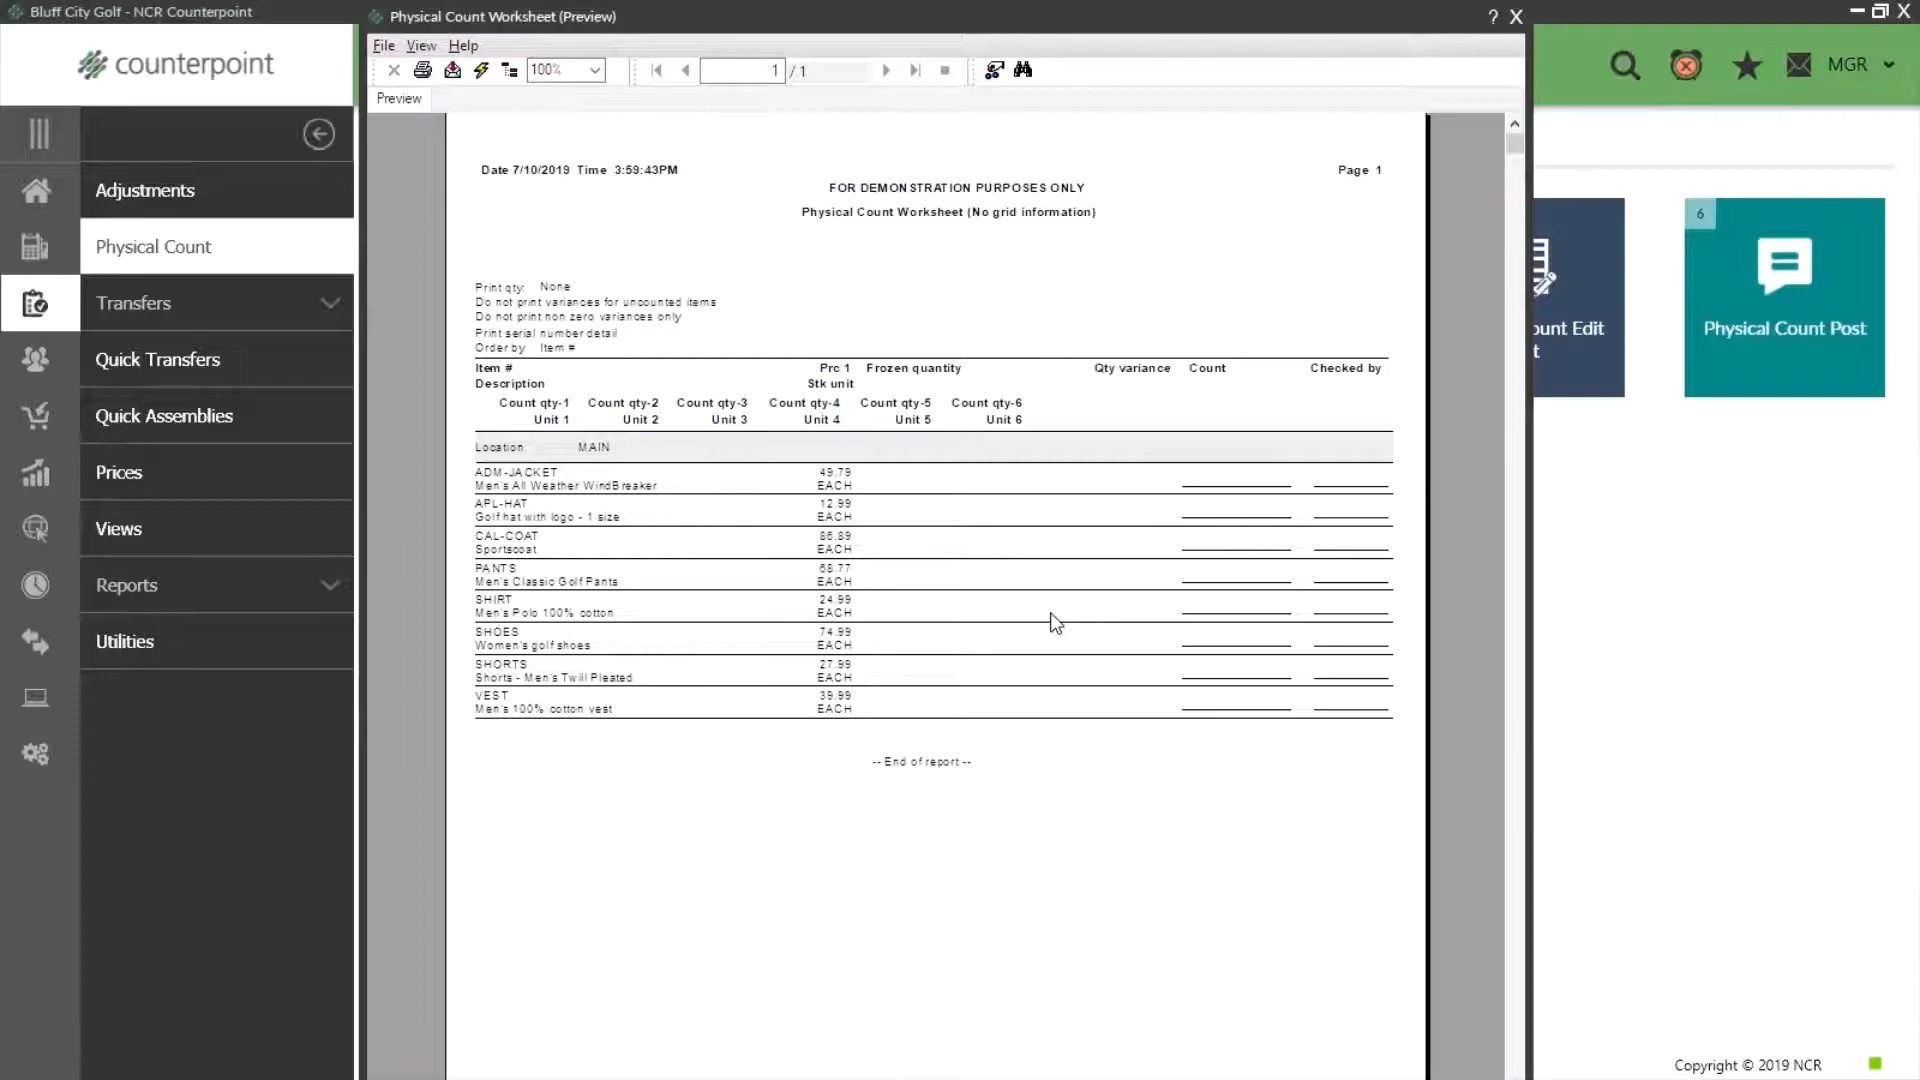 Bluff City Golf - NCR Counterpoint
Physical Count Worksheet (Preview)
?
File View Help
counterpoint
100%
1 / 1
MGR
Preview
Adjustments
Physical Count
Transfers
Quick Transfers
Quick Assemblies
Prices
Views
Reports
Utilities
Date 7/10/2019 Time 3:59:43PM
Page 1
FOR DEMONSTRATION PURPOSES ONLY
Physical Count Worksheet (No grid information)
Print qty: None
Do not print variances for uncounted items
Do not print non zero variances only
Print serial number detail
Order by Item #
Item # Prc 1 Frozen quantity Qty variance Count Checked by
Description Stk unit
Count qty-1 Count qty-2 Count qty-3 Count qty-4 Count qty-5 Count qty-6
Unit 1 Unit 2 Unit 3 Unit 4 Unit 5 Unit 6
Location MAIN
ADM-JACKET 49.79
Men's All Weather WindBreaker EACH
APL-HAT 12.99
Golf hat with logo - 1 size EACH
CAL-COAT 86.89
Sportscoat EACH
PANTS 68.77
Men's Classic Golf Pants EACH
SHIRT 24.99
Men's Polo 100% cotton EACH
SHOES 74.99
Women's golf shoes EACH
SHORTS 27.99
Shorts - Men's Twill Pleated EACH
VEST 39.99
Men's 100% cotton vest EACH
-- End of report --
ount Edit
t
6
Physical Count Post
Copyright © 2019 NCR